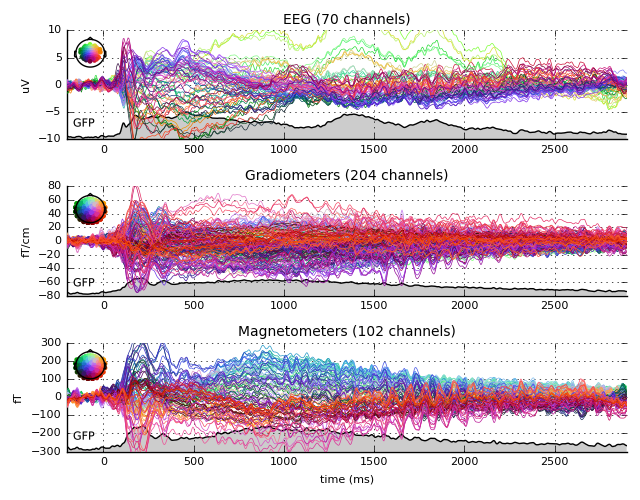 EEG (70 channels)
10
5
0
−5
−10
uV
GFP
0 500 1000 1500 2000 2500
Gradiometers (204 channels)
80
60
40
20
0
−20
−40
−60
−80
fT/cm
GFP
0 500 1000 1500 2000 2500
Magnetometers (102 channels)
300
200
100
0
−100
−200
−300
fT
GFP
0 500 1000 1500 2000 2500
time (ms)